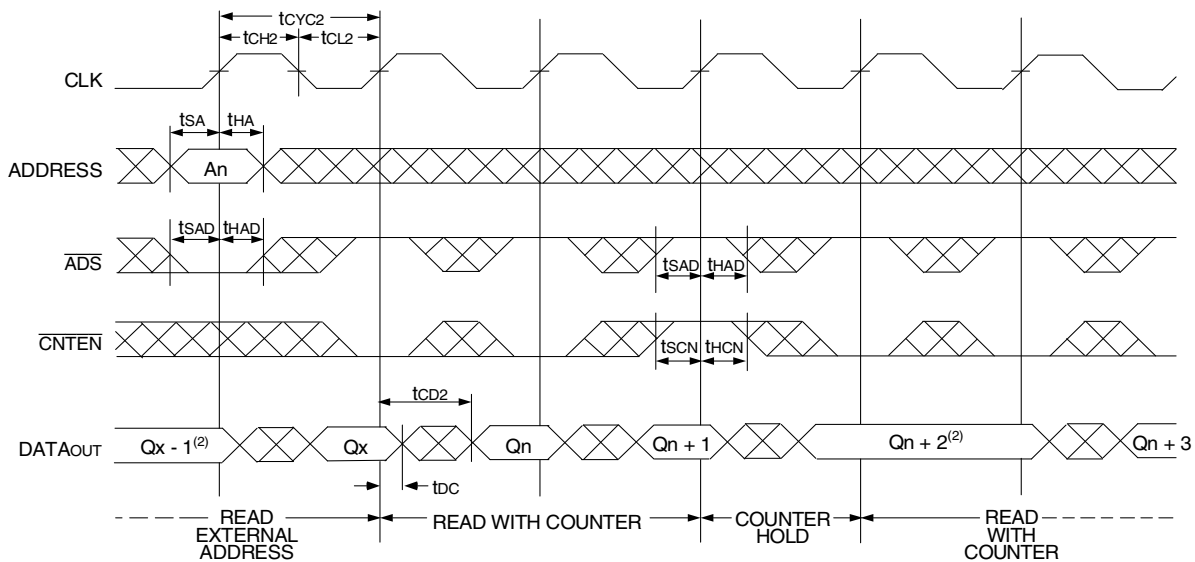 tCYC2
tCH2 tCL2
CLK
tSA tHA
ADDRESS An
tSAD tHAD
ADS
tSAD tHAD
CNTEN
tSCN tHCN
tCD2
DATAOUT Qx - 1(2) Qx Qn Qn + 1 Qn + 2(2) Qn + 3
tDC
READ EXTERNAL ADDRESS
READ WITH COUNTER
COUNTER HOLD
READ WITH COUNTER